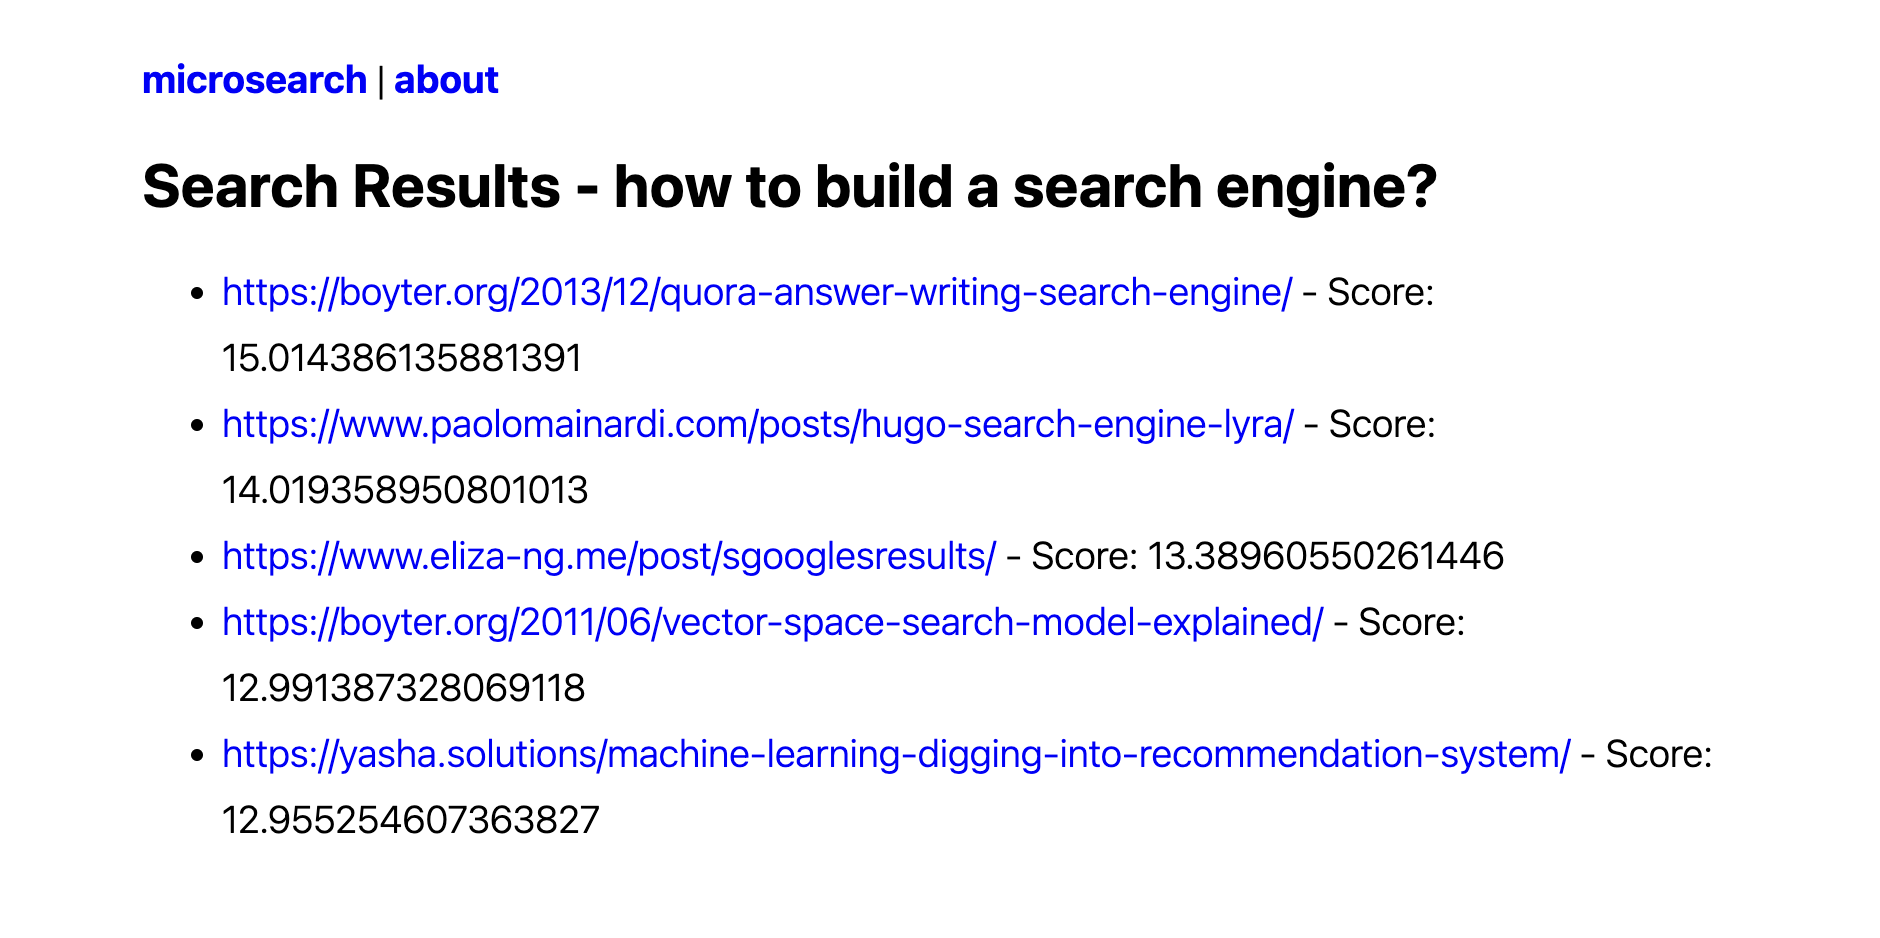 microsearch | about
Search Results - how to build a search engine?
• https://boyter.org/2013/12/quora-answer-writing-search-engine/ - Score:
15.014386135881391
• https://www.paolomainardi.com/posts/hugo-search-engine-lyra/ - Score:
14.019358950801013
• https://www.eliza-ng.me/post/sgooglesresults/ - Score: 13.38960550261446
• https://boyter.org/2011/06/vector-space-search-model-explained/ - Score:
12.991387328069118
• https://yasha.solutions/machine-learning-digging-into-recommendation-system/ - Score:
12.955254607363827